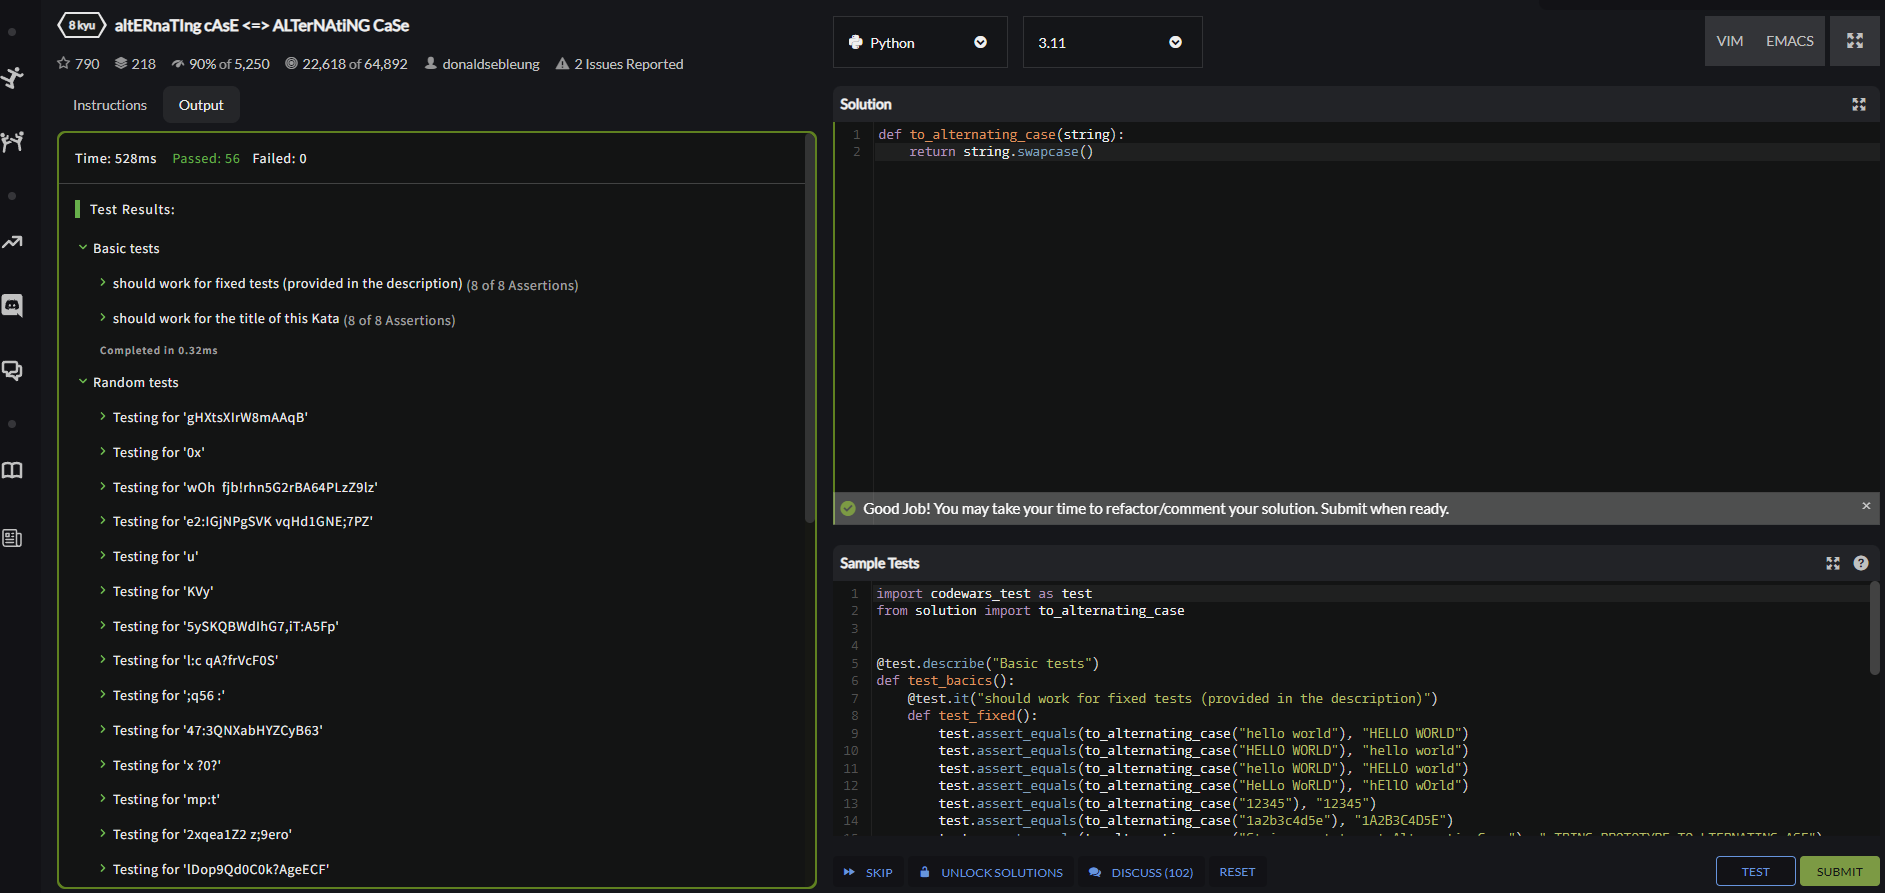 8 kyu altERnaTIng cAsE <=> ALTerNAtiNG CaSe
790 218 90% of 5,250 22,618 of 64,892 donaldsebleung 2 Issues Reported
Instructions Output
Time: 528ms Passed: 56 Failed: 0
Test Results:
Basic tests
should work for fixed tests (provided in the description) (8 of 8 Assertions)
should work for the title of this Kata (8 of 8 Assertions)
Completed in 0.32ms
Random tests
Testing for 'gHXtsXIrW8mAAqB'
Testing for '0x'
Testing for 'wOh  fjb!rhn5G2rBA64PLzZ9lz'
Testing for 'e2:IGjNPgSVK vqHd1GNE;7PZ'
Testing for 'u'
Testing for 'KVy'
Testing for '5ySKQBWdIhG7,iT:A5Fp'
Testing for 'l:c qA?frVcF0S'
Testing for ';q56 :'
Testing for '47:3QNXabHYZCyB63'
Testing for 'x ?0?'
Testing for 'mp:t'
Testing for '2xqea1Z2 z;9ero'
Testing for 'lDop9Qd0C0k?AgeECF'
Python 3.11 VIM EMACS
Solution
1 def to_alternating_case(string):
2     return string.swapcase()
Good Job! You may take your time to refactor/comment your solution. Submit when ready.
Sample Tests
1 import codewars_test as test
2 from solution import to_alternating_case
3
4
5 @test.describe("Basic tests")
6 def test_bacics():
7     @test.it("should work for fixed tests (provided in the description)")
8     def test_fixed():
9         test.assert_equals(to_alternating_case("hello world"), "HELLO WORLD")
10         test.assert_equals(to_alternating_case("HELLO WORLD"), "hello world")
11         test.assert_equals(to_alternating_case("hello WORLD"), "HELLO world")
12         test.assert_equals(to_alternating_case("HeLLo WoRLD"), "hEllO wOrld")
13         test.assert_equals(to_alternating_case("12345"), "12345")
14         test.assert_equals(to_alternating_case("1a2b3c4d5e"), "1A2B3C4D5E")
SKIP UNLOCK SOLUTIONS DISCUSS (102) RESET TEST SUBMIT